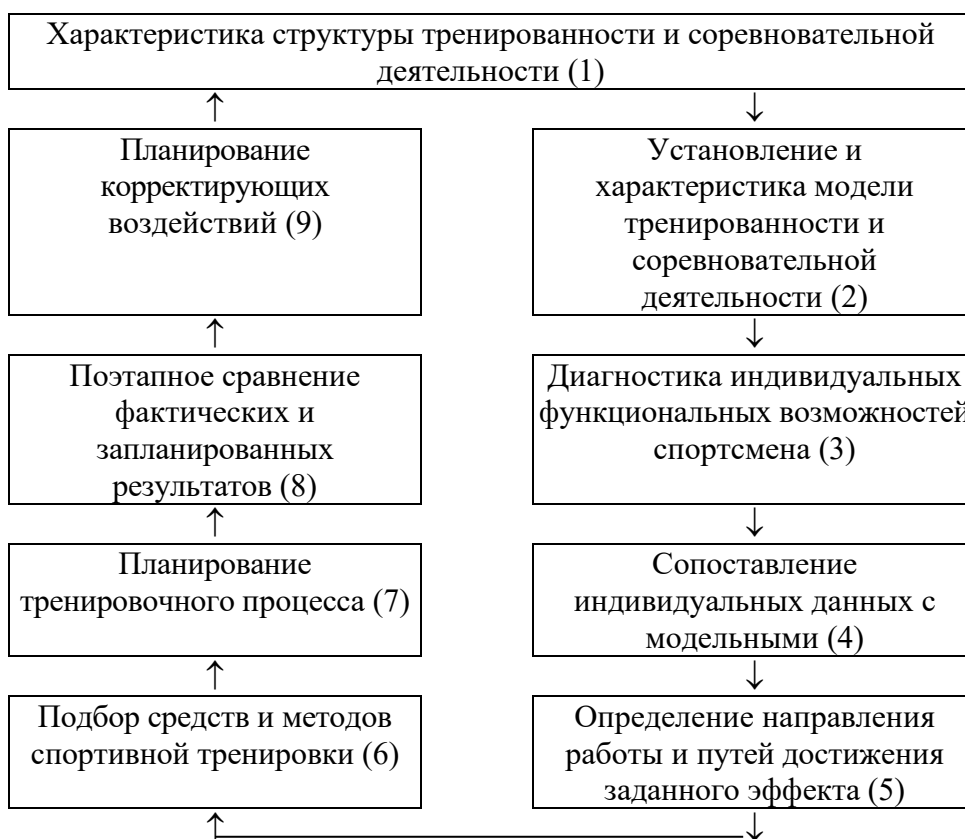 Характеристика структуры тренированности и соревновательной
деятельности (1)
↑
↓
Планирование
корректирующих
воздействий (9)
Установление и
характеристика модели
тренированности и
соревновательной
деятельности (2)
↑
↓
Поэтапное сравнение
фактических и
запланированных
результатов (8)
Диагностика индивидуальных
функциональных возможностей
спортсмена (3)
↑
↓
Планирование
тренировочного процесса (7)
Сопоставление
индивидуальных данных с
модельными (4)
↑
↓
Подбор средств и методов
спортивной тренировки (6)
Определение направления
работы и путей достижения
заданного эффекта (5)
↑
↓